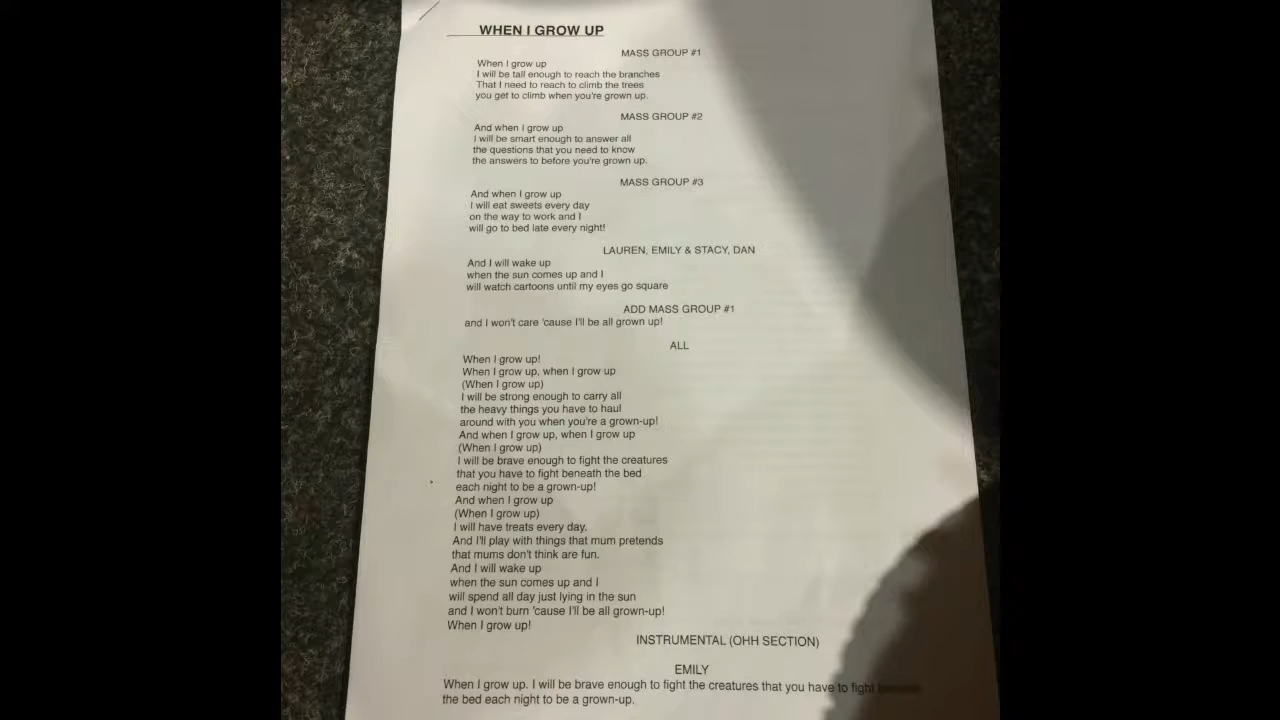 WHEN I GROW UP
MASS GROUP #1
When I grow up
I will be tall enough to reach the branches
That I need to reach to climb the trees
you get to climb when you're grown up.
MASS GROUP #2
And when I grow up
I will be smart enough to answer all
the questions that you need to know
the answers to before you're grown up.
MASS GROUP #3
And when I grow up
I will eat sweets every day
on the way to work and I
will go to bed late every night!
LAUREN, EMILY & STACY, DAN
And I will wake up
when the sun comes up and I
will watch cartoons until my eyes go square
ADD MASS GROUP #1
and I won't care 'cause I'll be all grown up!
ALL
When I grow up!
When I grow up, when I grow up
(When I grow up)
I will be strong enough to carry all
the heavy things you have to haul
around with you when you're a grown-up!
And when I grow up, when I grow up
(When I grow up)
I will be brave enough to fight the creatures
that you have to fight beneath the bed
each night to be a grown-up!
And when I grow up
(When I grow up)
I will have treats every day.
And I'll play with things that mum pretends
that mums don't think are fun.
And I will wake up
when the sun comes up and I
will spend all day just lying in the sun
and I won't burn 'cause I'll be all grown-up!
When I grow up!
INSTRUMENTAL (OHH SECTION)
EMILY
When I grow up. I will be brave enough to fight the creatures that you have to fight
the bed each night to be a grown-up.